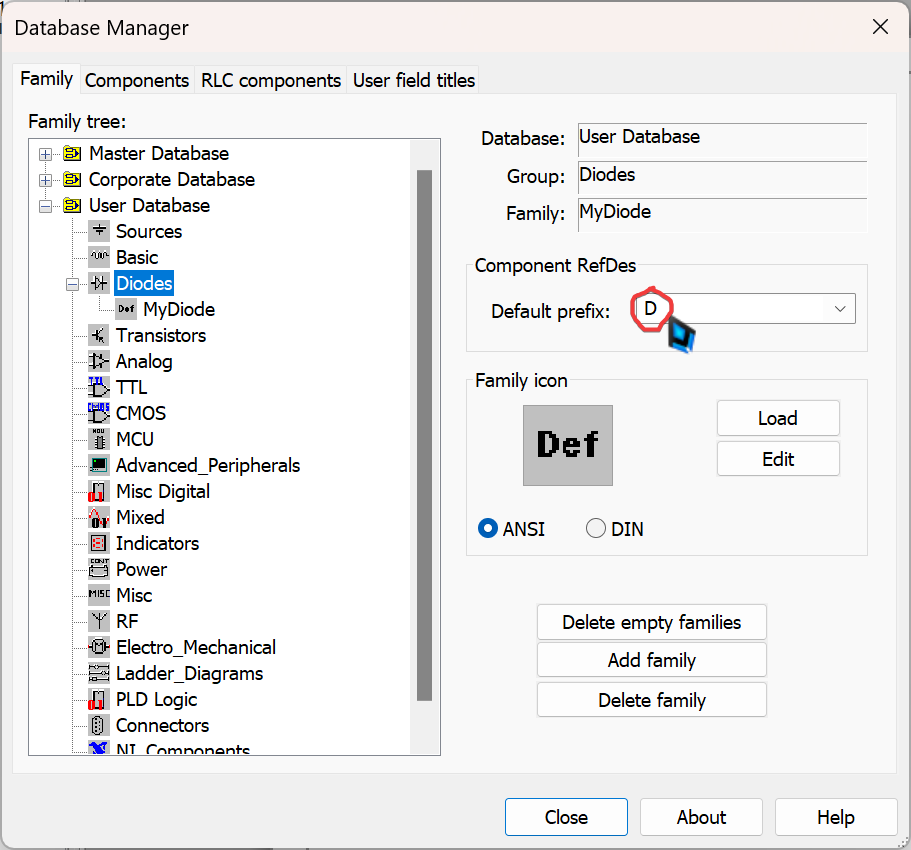 Database Manager
Family Components RLC components User field titles
Family tree:
Master Database
Corporate Database
User Database
Sources
Basic
Diodes
Def MyDiode
Transistors
Analog
TTL
CMOS
MCU
Advanced_Peripherals
Misc Digital
Mixed
Indicators
Power
MISC Misc
RF
Electro_Mechanical
Ladder_Diagrams
PLD Logic
Connectors
NI_Components
Database: User Database
Group: Diodes
Family: MyDiode
Component RefDes
Default prefix: D
Family icon
Def
Load
Edit
ANSI DIN
Delete empty families
Add family
Delete family
Close About Help